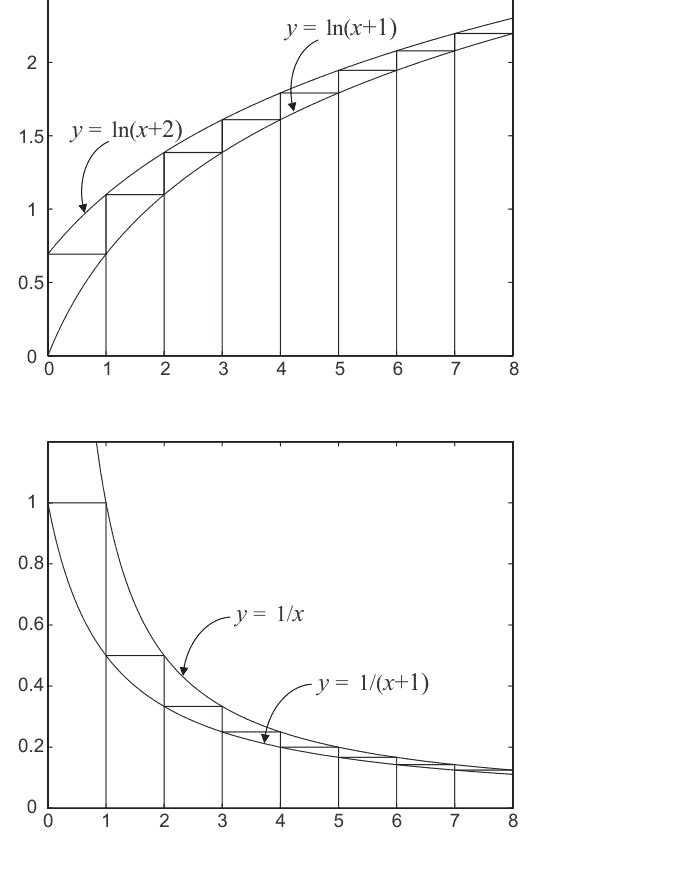 y = ln(x+1)
2
y = ln(x+2)
1.5
1
0.5
0
0 1 2 3 4 5 6 7 8
1
0.8
y = 1/x
0.6
y = 1/(x+1)
0.4
0.2
0
0 1 2 3 4 5 6 7 8